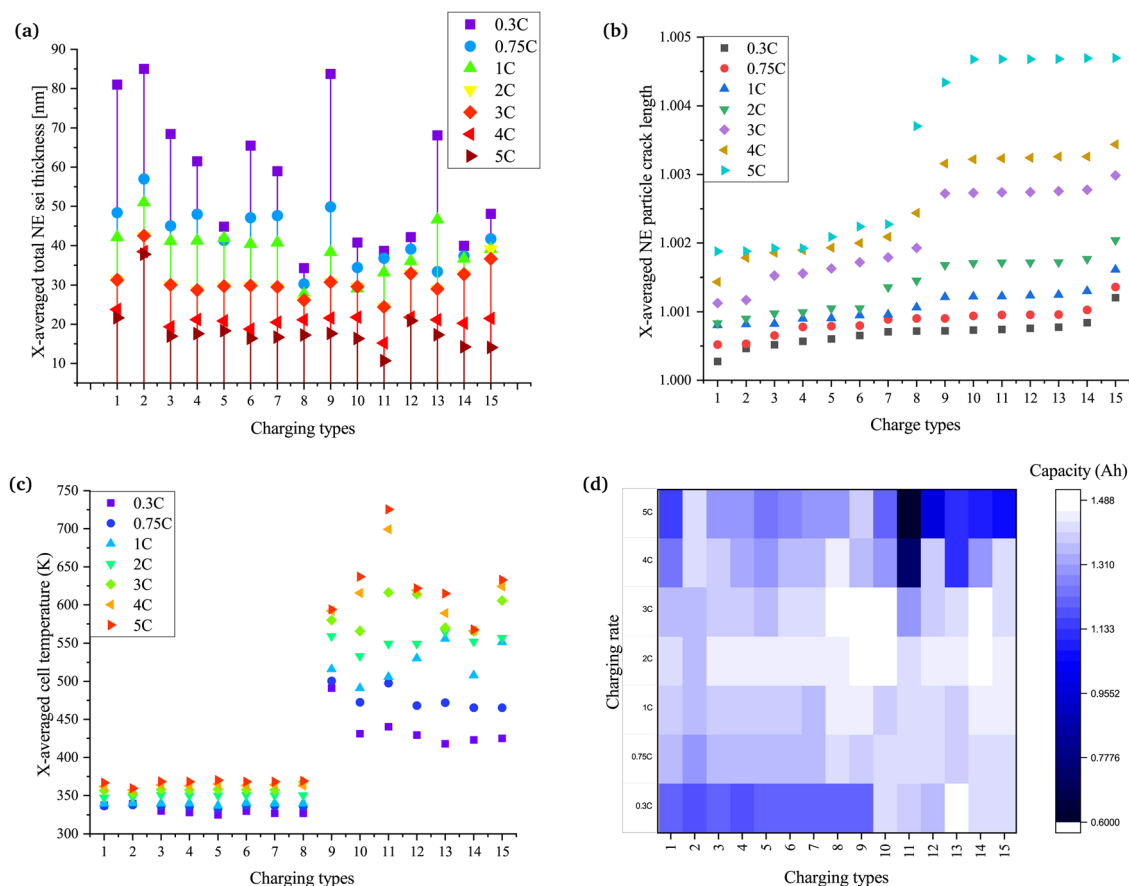 (a)
0.3C
0.75C
1C
2C
3C
4C
5C
X-averaged total NE sei thickness [nm]
90
80
70
60
50
40
30
20
10
1 2 3 4 5 6 7 8 9 10 11 12 13 14 15
Charging types
(b)
0.3C
0.75C
1C
2C
3C
4C
5C
X-averaged NE particle crack length
1.005
1.004
1.003
1.002
1.001
1.000
1 2 3 4 5 6 7 8 9 10 11 12 13 14 15
Charge types
(c)
0.3C
0.75C
1C
2C
3C
4C
5C
X-averaged cell temperature (K)
750
700
650
600
550
500
450
400
350
300
1 2 3 4 5 6 7 8 9 10 11 12 13 14 15
Charging types
(d)
Capacity (Ah)
Charging rate
5C
4C
3C
2C
1C
0.75C
0.3C
1 2 3 4 5 6 7 8 9 10 11 12 13 14 15
Charging types
1.488
1.310
1.133
0.9552
0.7776
0.6000